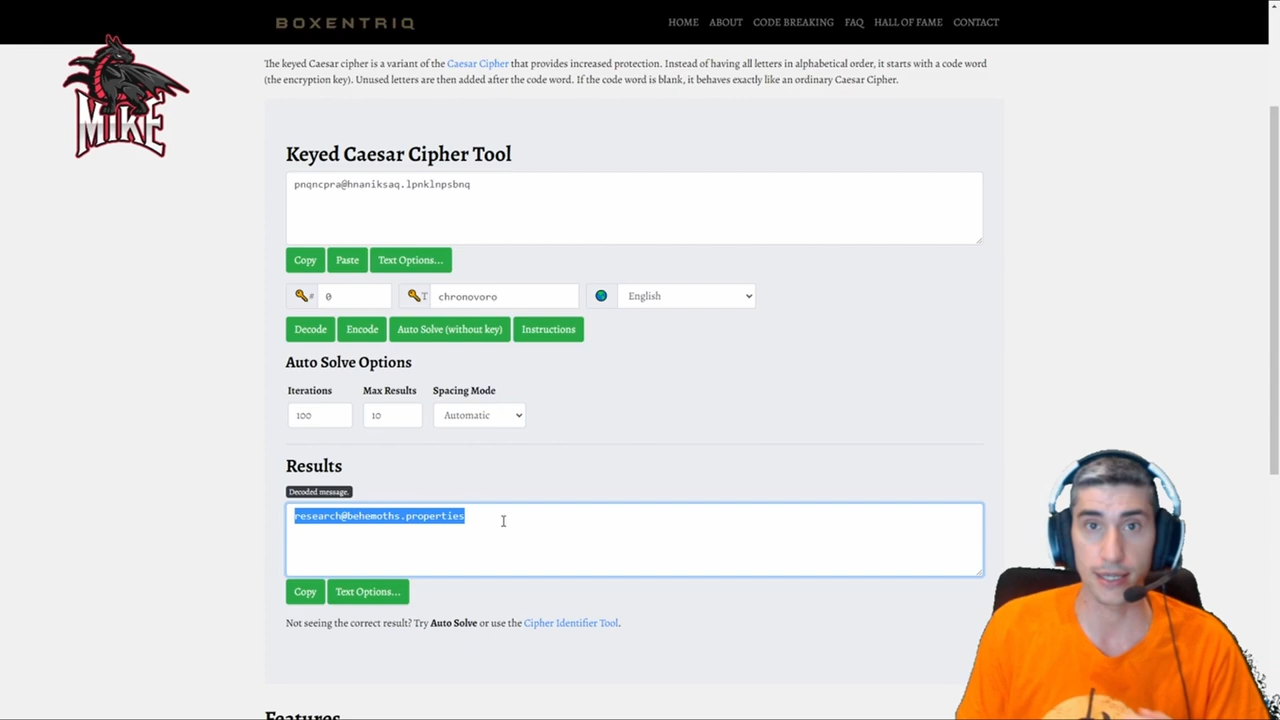 BOXENTRIQ
HOME ABOUT CODE BREAKING FAQ HALL OF FAME CONTACT
MIKE
The keyed Caesar cipher is a variant of the Caesar Cipher that provides increased protection. Instead of having all letters in alphabetical order, it starts with a code word
(the encryption key). Unused letters are then added after the code word. If the code word is blank, it behaves exactly like an ordinary Caesar Cipher.
Keyed Caesar Cipher Tool
pnqncpra@hnaniksaq.lpnklnpsbnq
Copy Paste Text Options...
# 0 T chronovoro English
Decode Encode Auto Solve (without key) Instructions
Auto Solve Options
Iterations Max Results Spacing Mode
100 10 Automatic
Results
Decoded message.
research@behemoths.properties
Copy Text Options...
Not seeing the correct result? Try Auto Solve or use the Cipher Identifier Tool.
Features